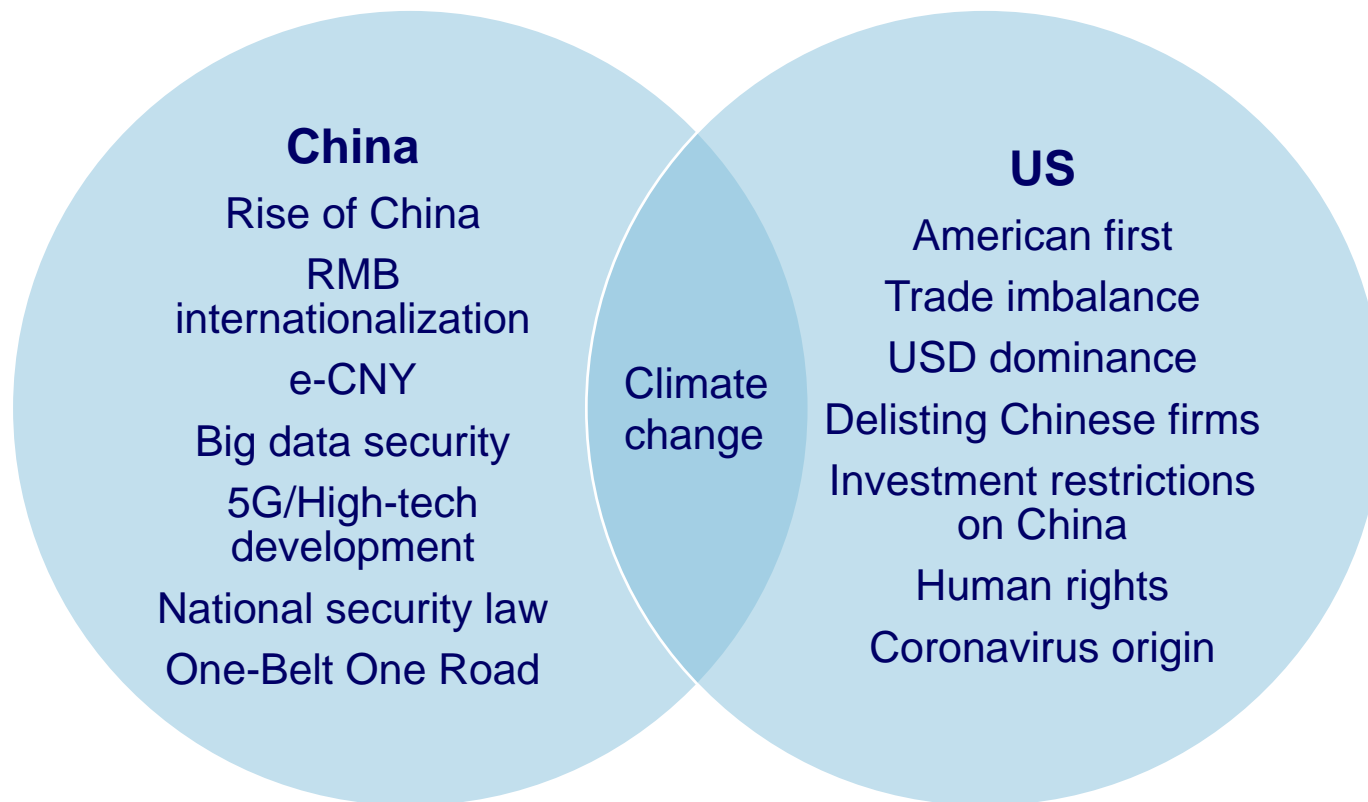 China
Rise of China
RMB
internationalization
e-CNY
Big data security
5G/High-tech
development
National security law
One-Belt One Road
Climate
change
US
American first
Trade imbalance
USD dominance
Delisting Chinese firms
Investment restrictions
on China
Human rights
Coronavirus origin